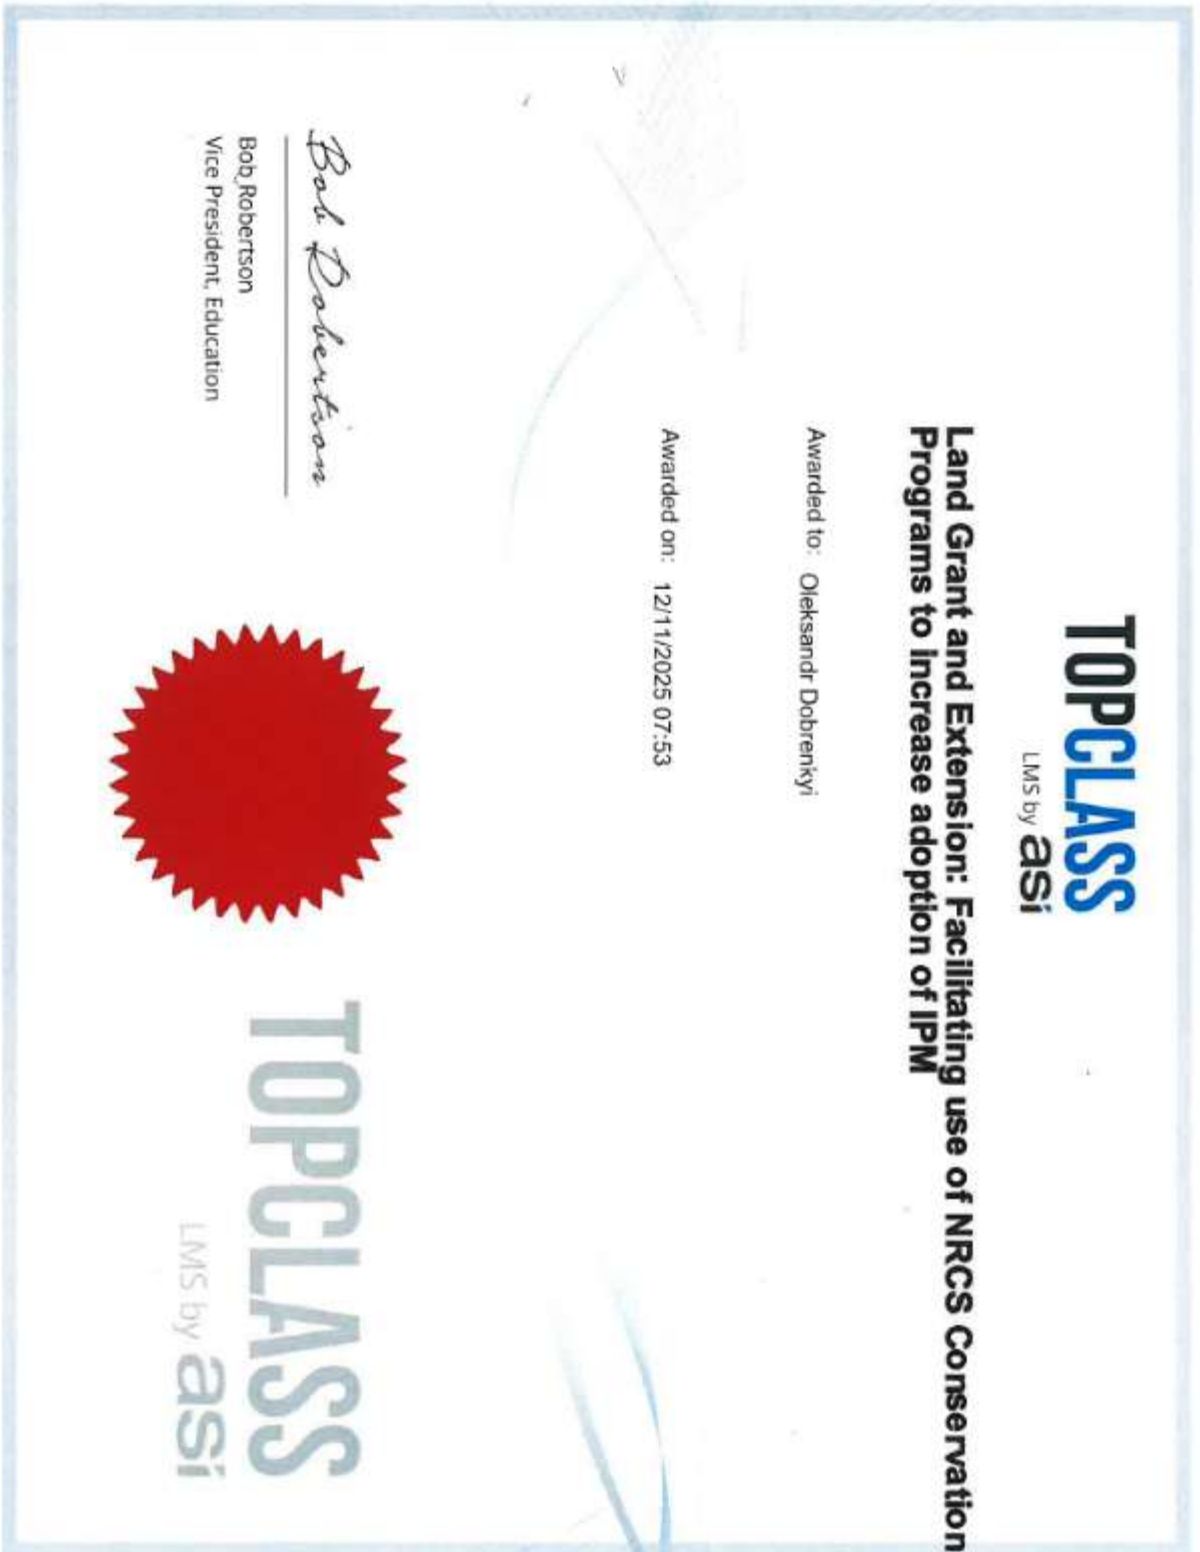 TOPCLASS
LMS by asi
Land Grant and Extension: Facilitating use of NRCS Conservation
Programs to increase adoption of IPM
Awarded to: Oleksandr Dobrenkyi
Awarded on: 12/11/2025 07:53
Bob Robertson
Bob Robertson
Vice President, Education
TOPCLASS
LMS by asi